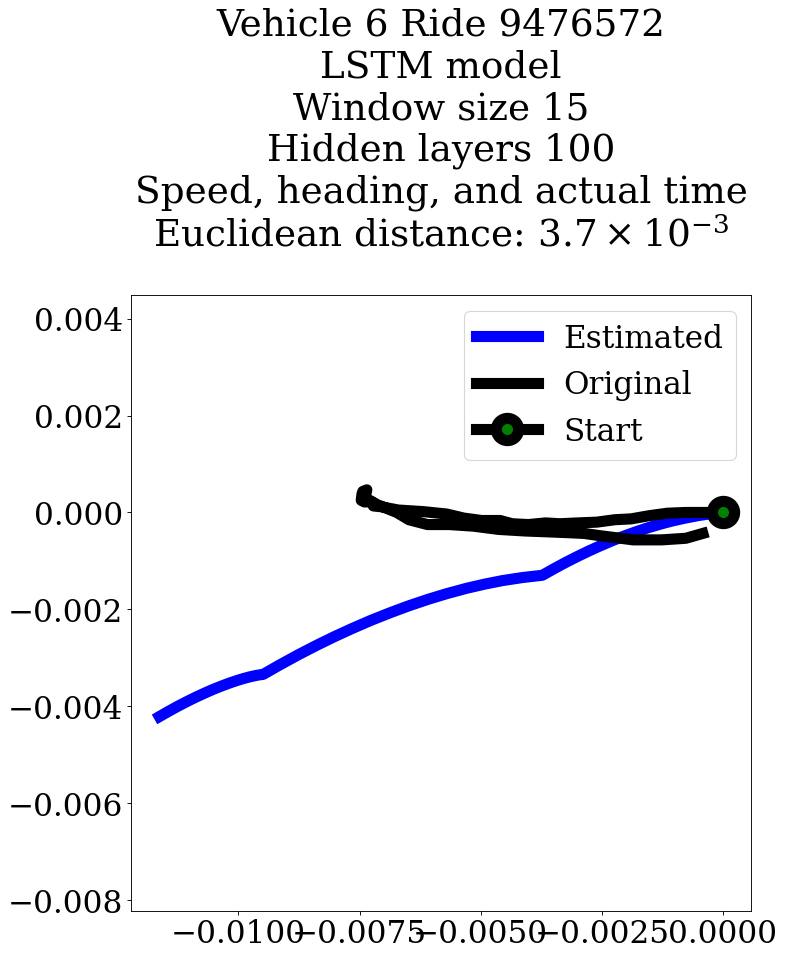 Vehicle 6 Ride 9476572
LSTM model
Window size 15
Hidden layers 100
Speed, heading, and actual time
Euclidean distance: 3.7 × 10⁻³
Estimated
Original
Start
0.004
0.002
0.000
−0.002
−0.004
−0.006
−0.008
−0.0100 −0.0075 −0.0050 −0.0025 0.0000